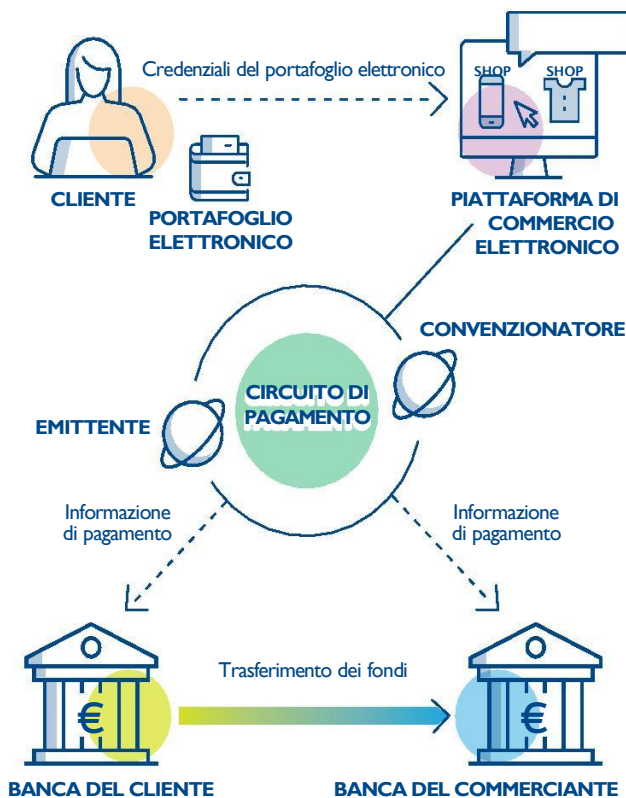 Credenziali del portafoglio elettronico
SHOP
SHOP
CLIENTE
PORTAFOGLIO
ELETTRONICO
PIATTAFORMA DI
COMMERCIO
ELETTRONICO
CONVENZIONATORE
CIRCUITO DI
PAGAMENTO
EMITTENTE
Informazione
di pagamento
Informazione
di pagamento
Trasferimento dei fondi
€
€
BANCA DEL CLIENTE
BANCA DEL COMMERCIANTE